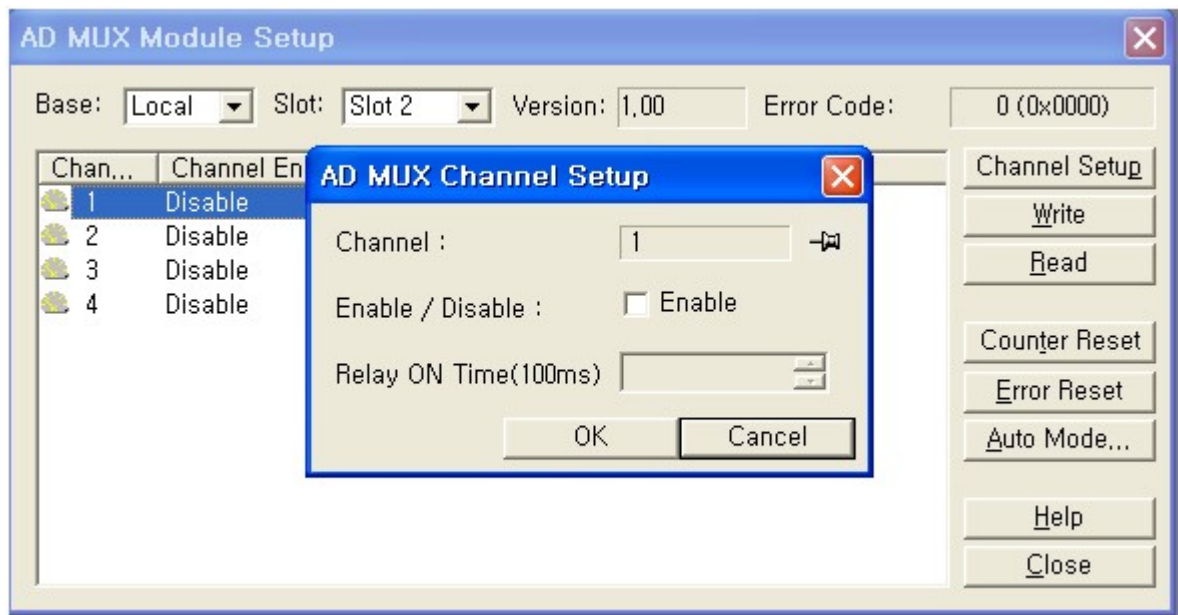 AD MUX Module Setup
Base: Local Slot: Slot 2 Version: 1,00 Error Code: 0 (0x0000)
Chan,,, Channel En
1 Disable
2 Disable
3 Disable
4 Disable
AD MUX Channel Setup
Channel : 1
Enable / Disable : Enable
Relay ON Time(100ms)
OK Cancel
Channel Setup
Write
Read
Counter Reset
Error Reset
Auto Mode,,,
Help
Close